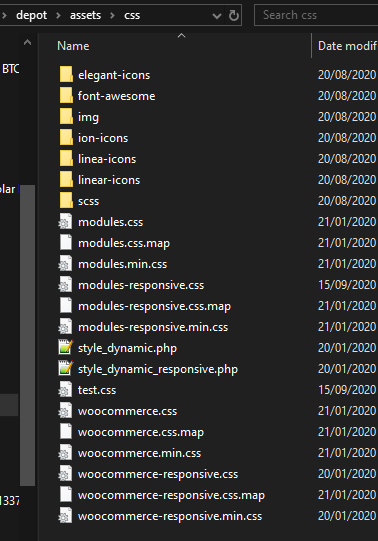 depot > assets > css
Search css
Name
Date modif
BTC
olar
1337
elegant-icons 20/08/2020
font-awesome 20/08/2020
img 20/08/2020
ion-icons 20/08/2020
linea-icons 20/08/2020
linear-icons 20/08/2020
scss 20/08/2020
modules.css 21/01/2020
modules.css.map 21/01/2020
modules.min.css 21/01/2020
modules-responsive.css 15/09/2020
modules-responsive.css.map 21/01/2020
modules-responsive.min.css 21/01/2020
style_dynamic.php 20/01/2020
style_dynamic_responsive.php 20/01/2020
test.css 15/09/2020
woocommerce.css 21/01/2020
woocommerce.css.map 21/01/2020
woocommerce.min.css 21/01/2020
woocommerce-responsive.css 20/01/2020
woocommerce-responsive.css.map 21/01/2020
woocommerce-responsive.min.css 20/01/2020